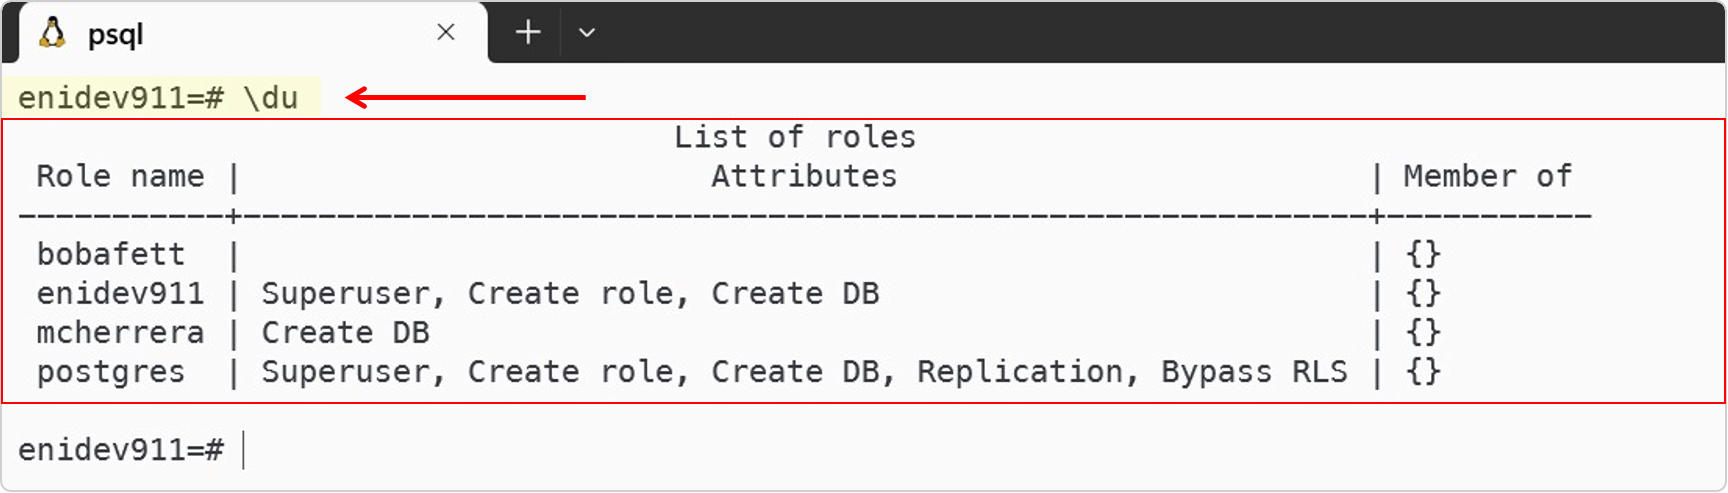 psql
enidev911=# \du
List of roles
Role name | Attributes | Member of
-----------+------------------------------------------------------------+-----------
bobafett | | {}
enidev911 | Superuser, Create role, Create DB | {}
mcherrera | Create DB | {}
postgres | Superuser, Create role, Create DB, Replication, Bypass RLS | {}
enidev911=#